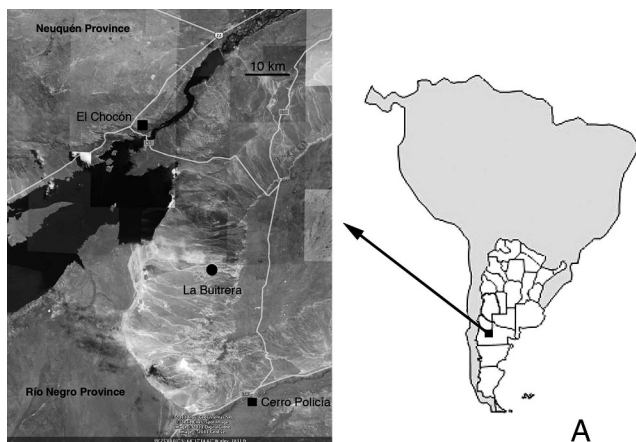 Neuquén Province
10 km
El Chocón
La Buitrera
Río Negro Province
Cerro Policía
A